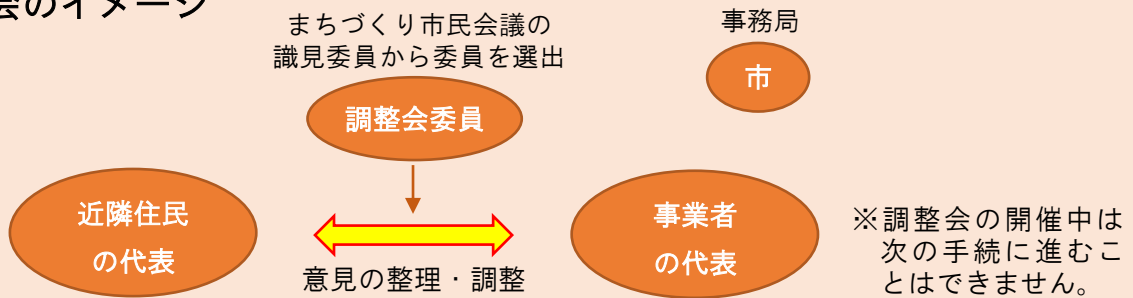 会のイメージ
まちづくり市民会議の
識見委員から委員を選出
事務局
市
調整会委員
近隣住民
の代表
意見の整理・調整
事業者
の代表
※調整会の開催中は
次の手続に進むこ
とはできません。